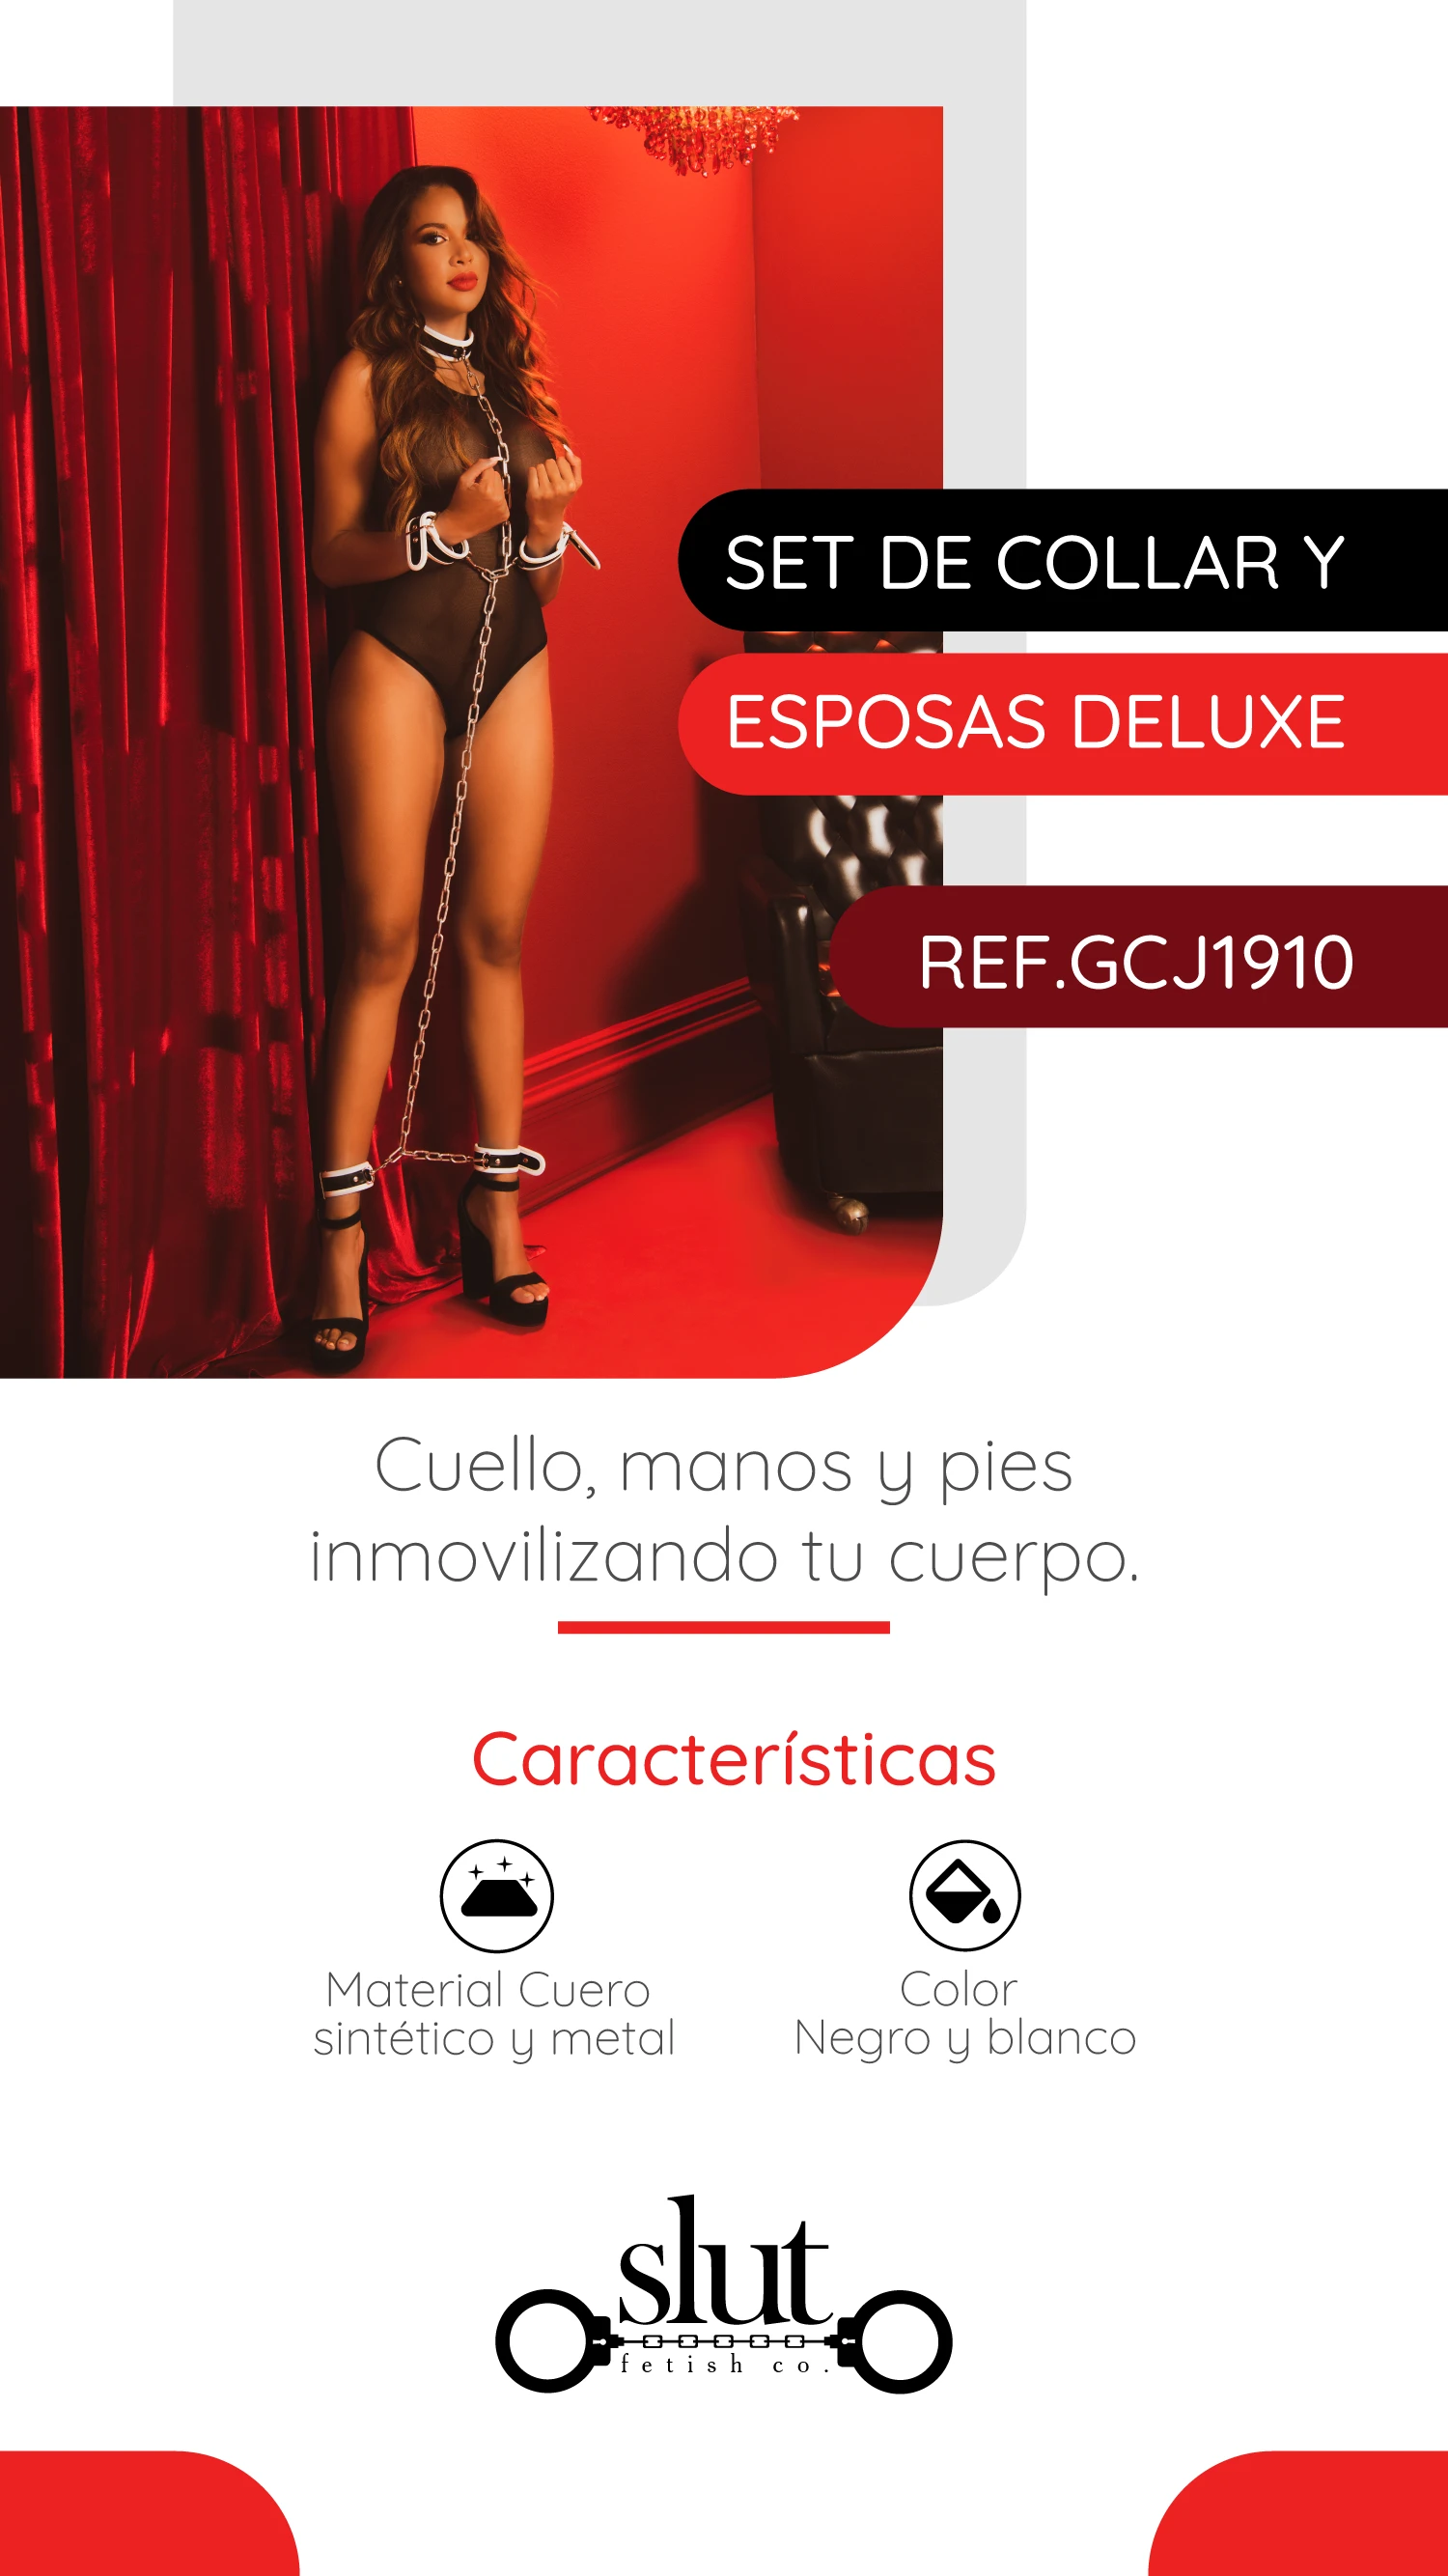 SET DE COLLAR Y
ESPOSAS DELUXE
REF.GCJ1910
Cuello, manos y pies
inmovilizando tu cuerpo.
Características
Material Cuero
sintético y metal
Color
Negro y blanco
slut
fetish co.